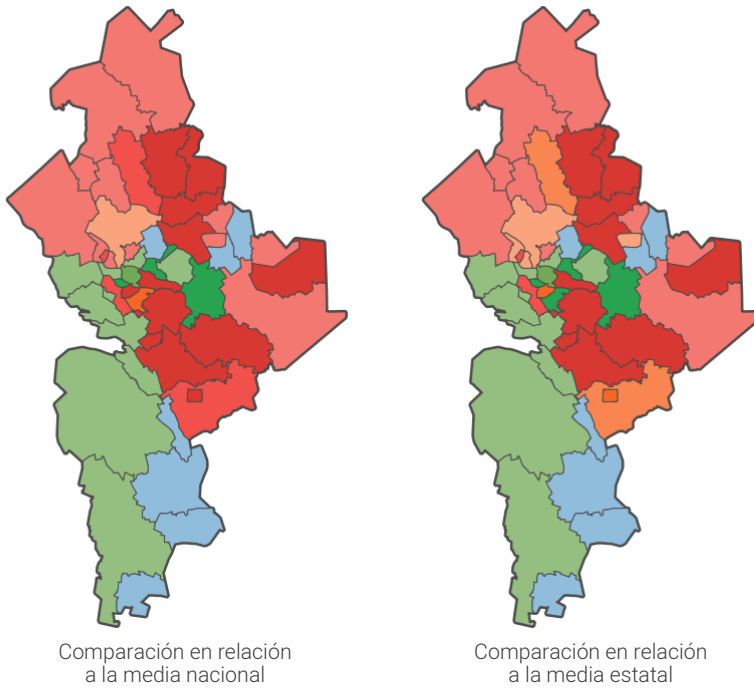 Comparación en relación
a la media nacional
Comparación en relación
a la media estatal